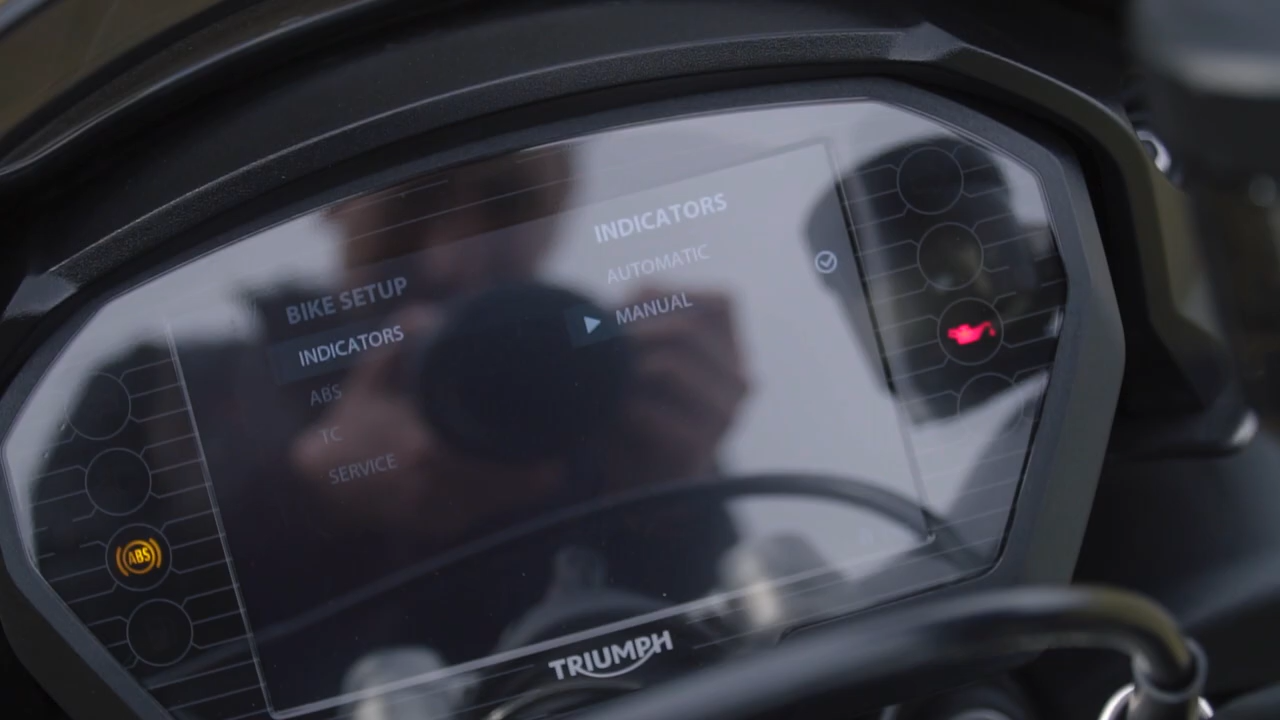 BIKE SETUP
INDICATORS
ABS
TC
SERVICE
INDICATORS
AUTOMATIC
MANUAL
ABS
TRIUMPH